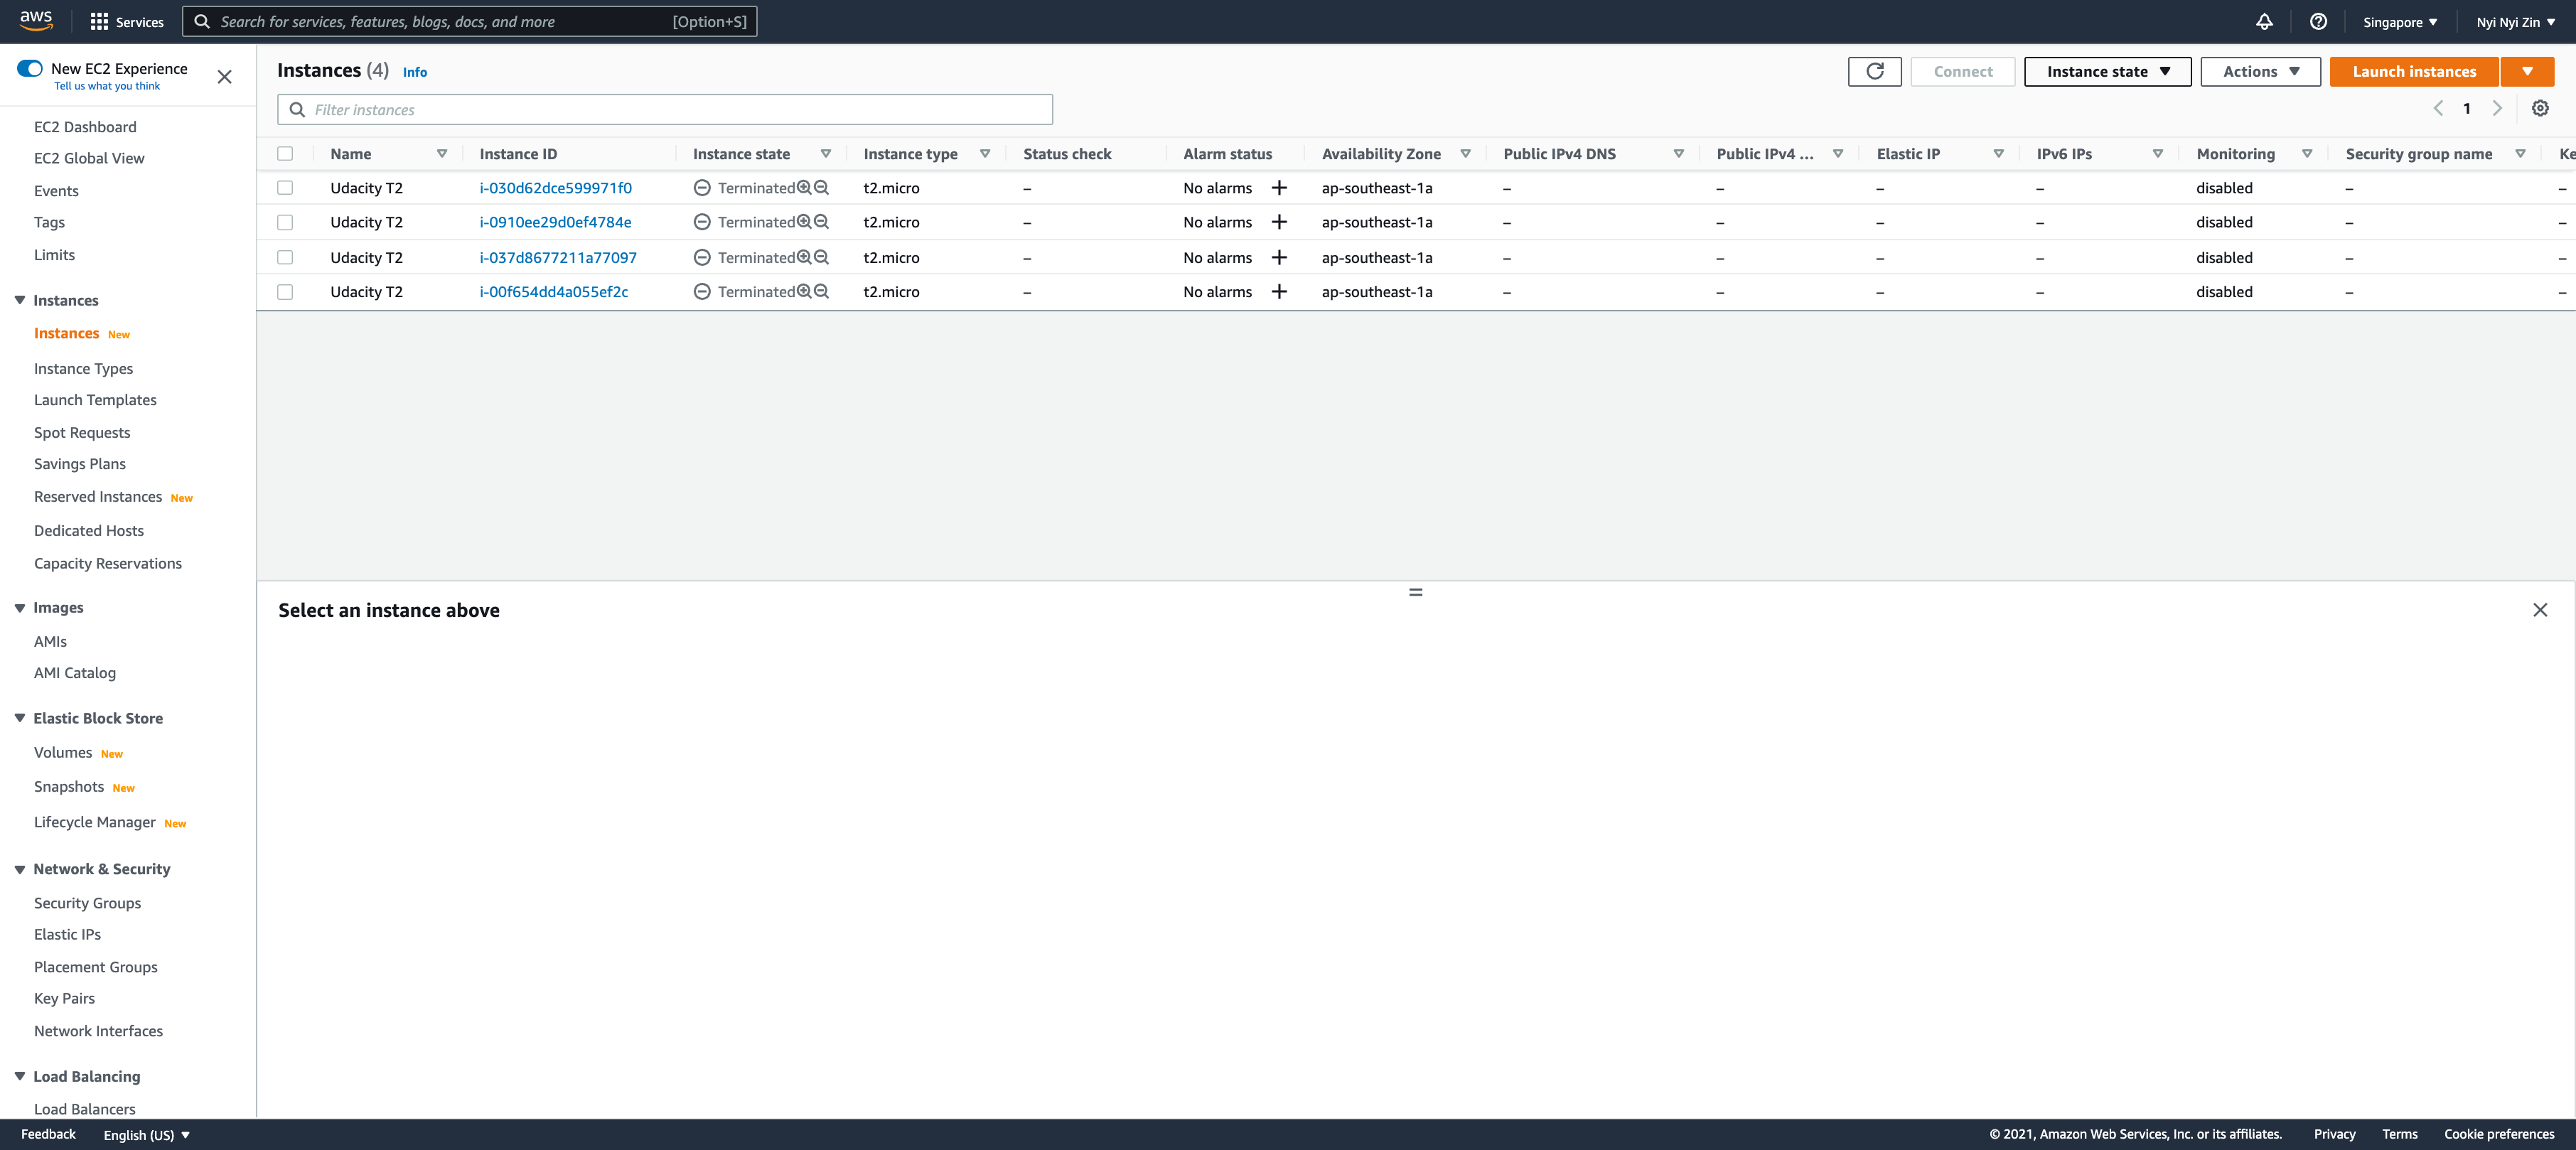 aws Services Search for services, features, blogs, docs, and more [Option+S] Singapore ▼ Nyi Nyi Zin ▼
New EC2 Experience
Tell us what you think
EC2 Dashboard
EC2 Global View
Events
Tags
Limits
Instances
Instances New
Instance Types
Launch Templates
Spot Requests
Savings Plans
Reserved Instances New
Dedicated Hosts
Capacity Reservations
Images
AMIs
AMI Catalog
Elastic Block Store
Volumes New
Snapshots New
Lifecycle Manager New
Network & Security
Security Groups
Elastic IPs
Placement Groups
Key Pairs
Network Interfaces
Load Balancing
Load Balancers
Instances (4) Info Connect Instance state ▼ Actions ▼ Launch instances ▼
Filter instances 1
Name Instance ID Instance state Instance type Status check Alarm status Availability Zone Public IPv4 DNS Public IPv4 ... Elastic IP IPv6 IPs Monitoring Security group name Ke
Udacity T2 i-030d62dce599971f0 Terminated t2.micro – No alarms + ap-southeast-1a – – – – disabled – –
Udacity T2 i-0910ee29d0ef4784e Terminated t2.micro – No alarms + ap-southeast-1a – – – – disabled – –
Udacity T2 i-037d8677211a77097 Terminated t2.micro – No alarms + ap-southeast-1a – – – – disabled – –
Udacity T2 i-00f654dd4a055ef2c Terminated t2.micro – No alarms + ap-southeast-1a – – – – disabled – –
Select an instance above
Feedback English (US) ▼ © 2021, Amazon Web Services, Inc. or its affiliates. Privacy Terms Cookie preferences